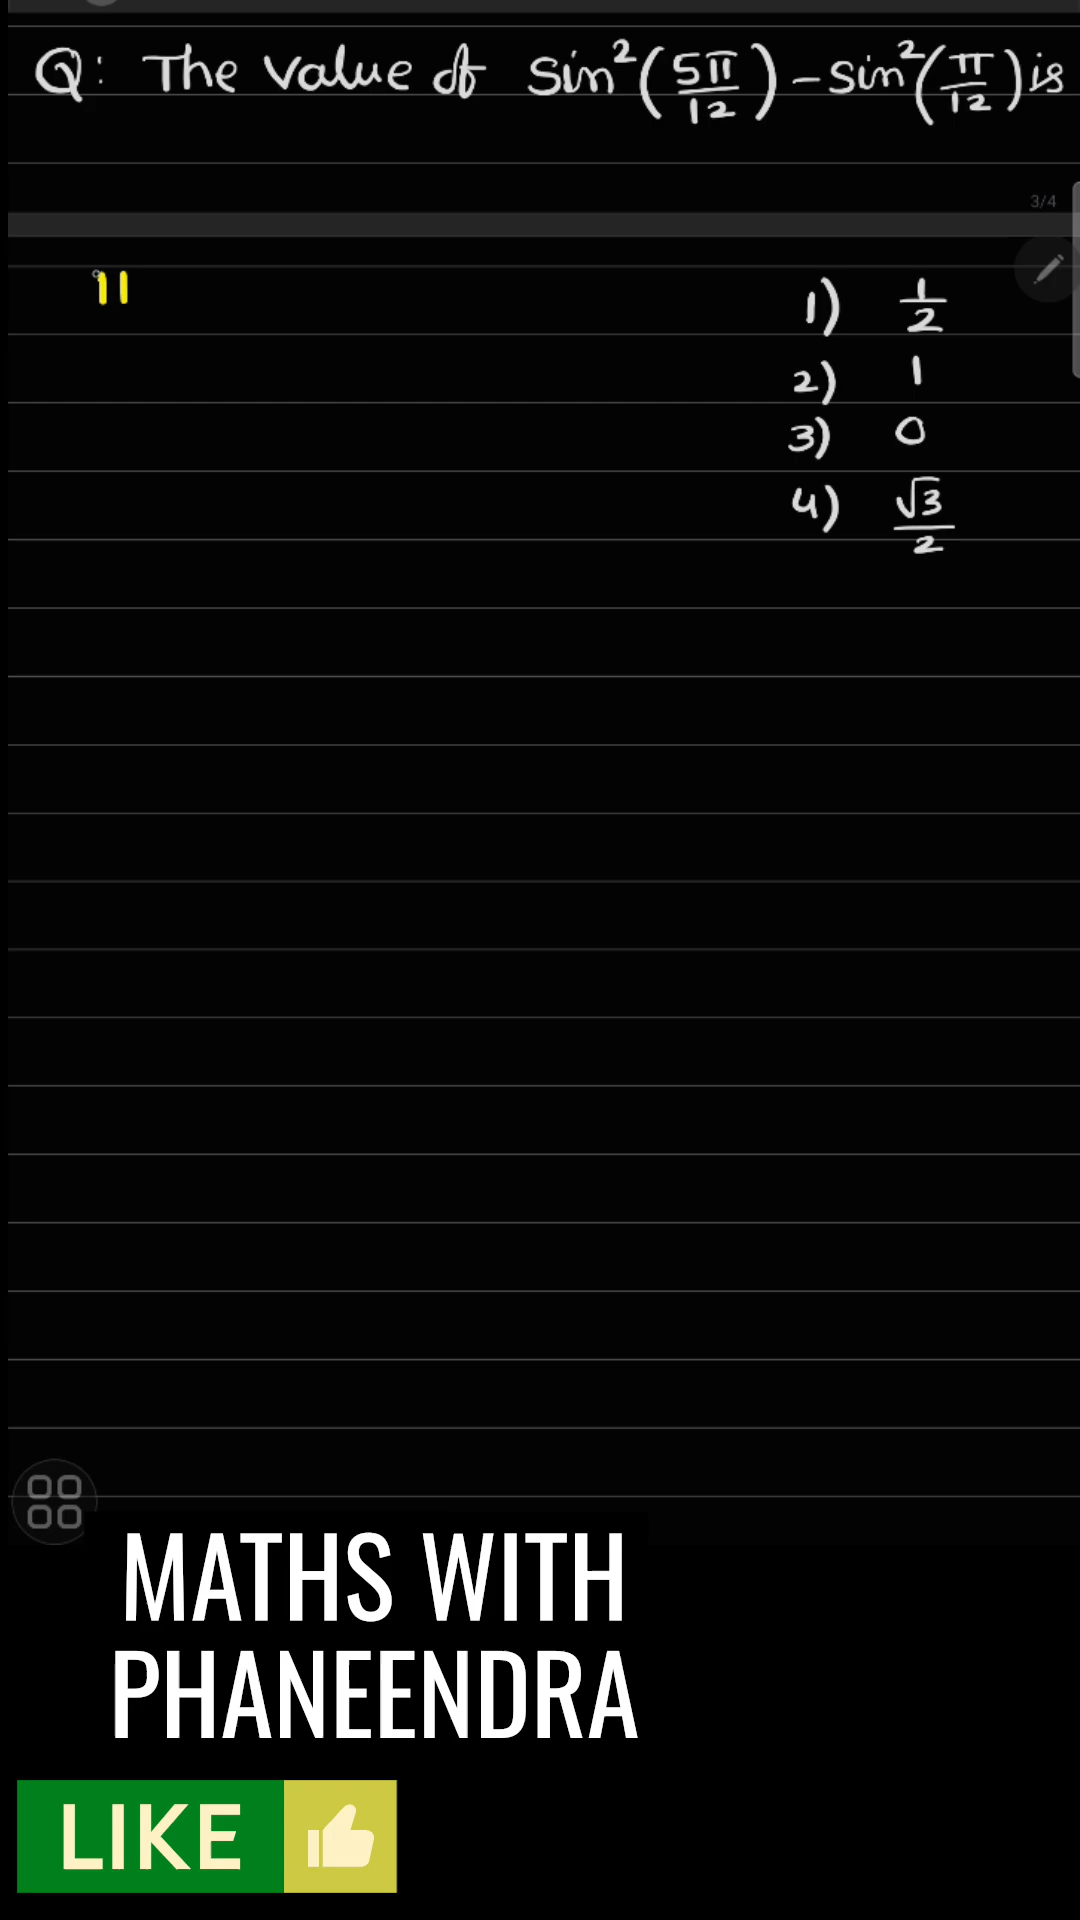 Q: The value of sin²(5π/12) - sin²(π/12) is
3/4
1) 1/2
2) 1
3) 0
4) √3/2
MATHS WITH
PHANEENDRA
LIKE